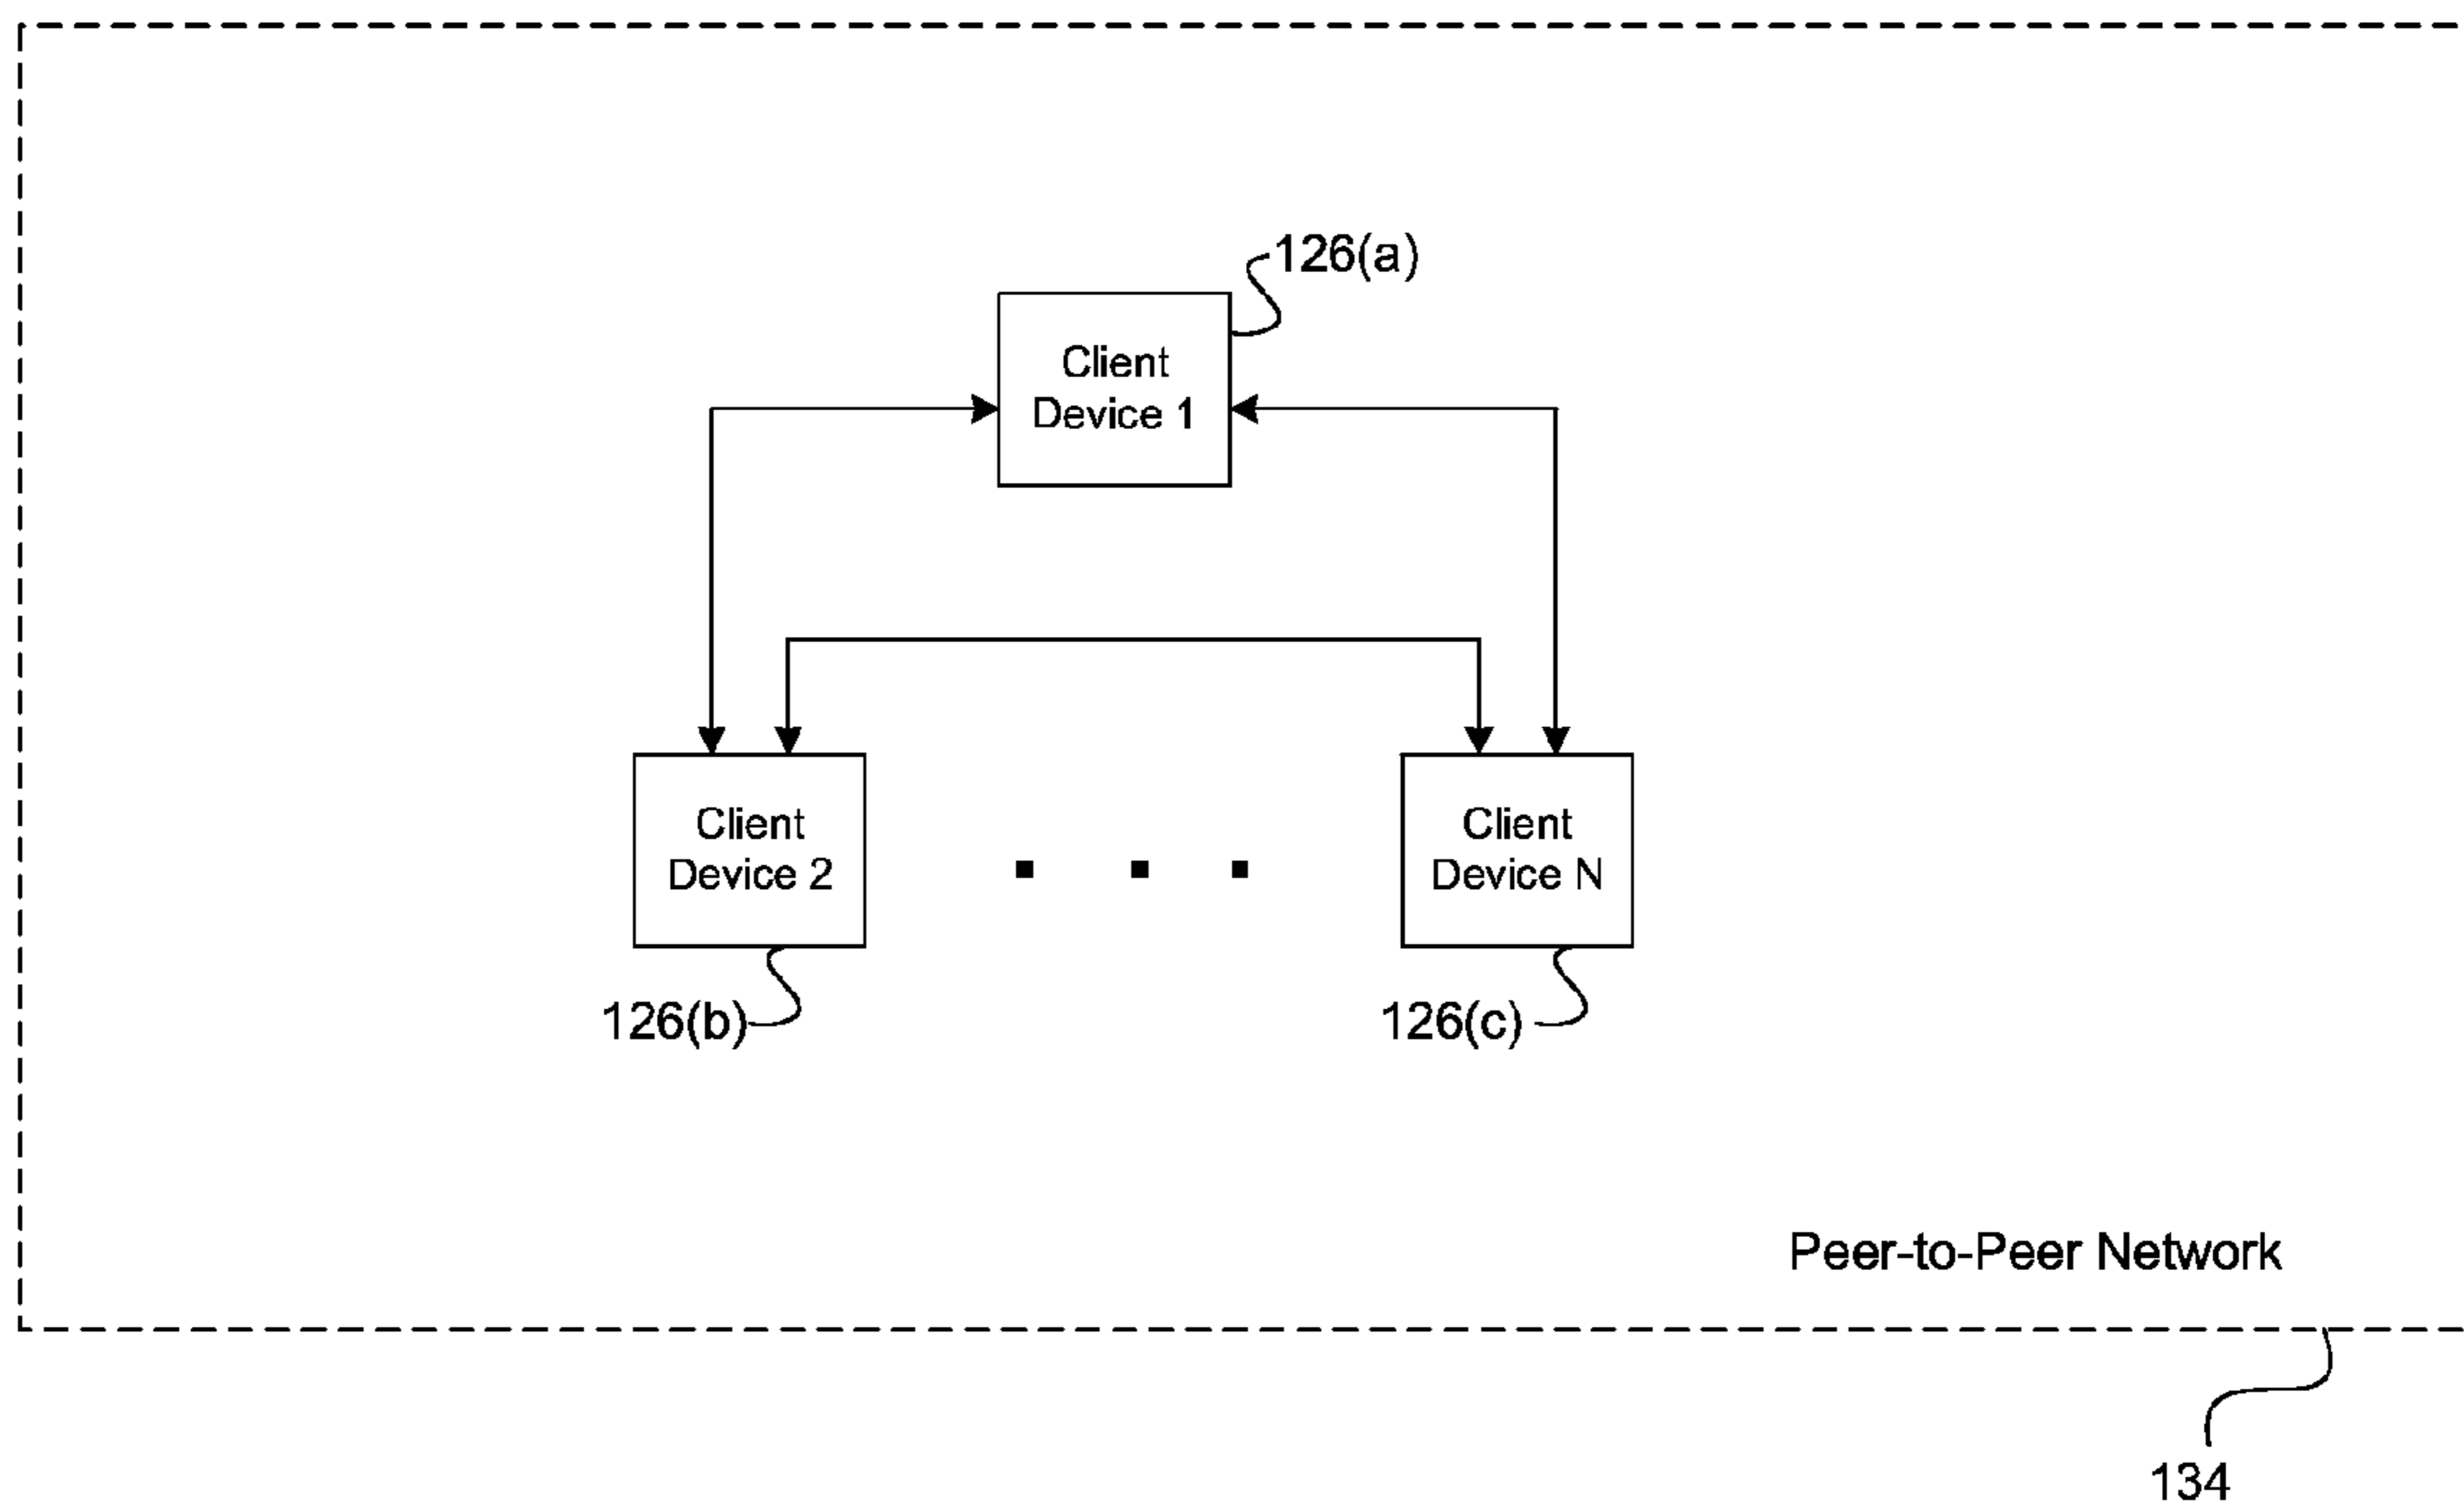 126(a)
Client
Device 1
Client
Device 2
Client
Device N
126(b)
126(c)
Peer-to-Peer Network
134